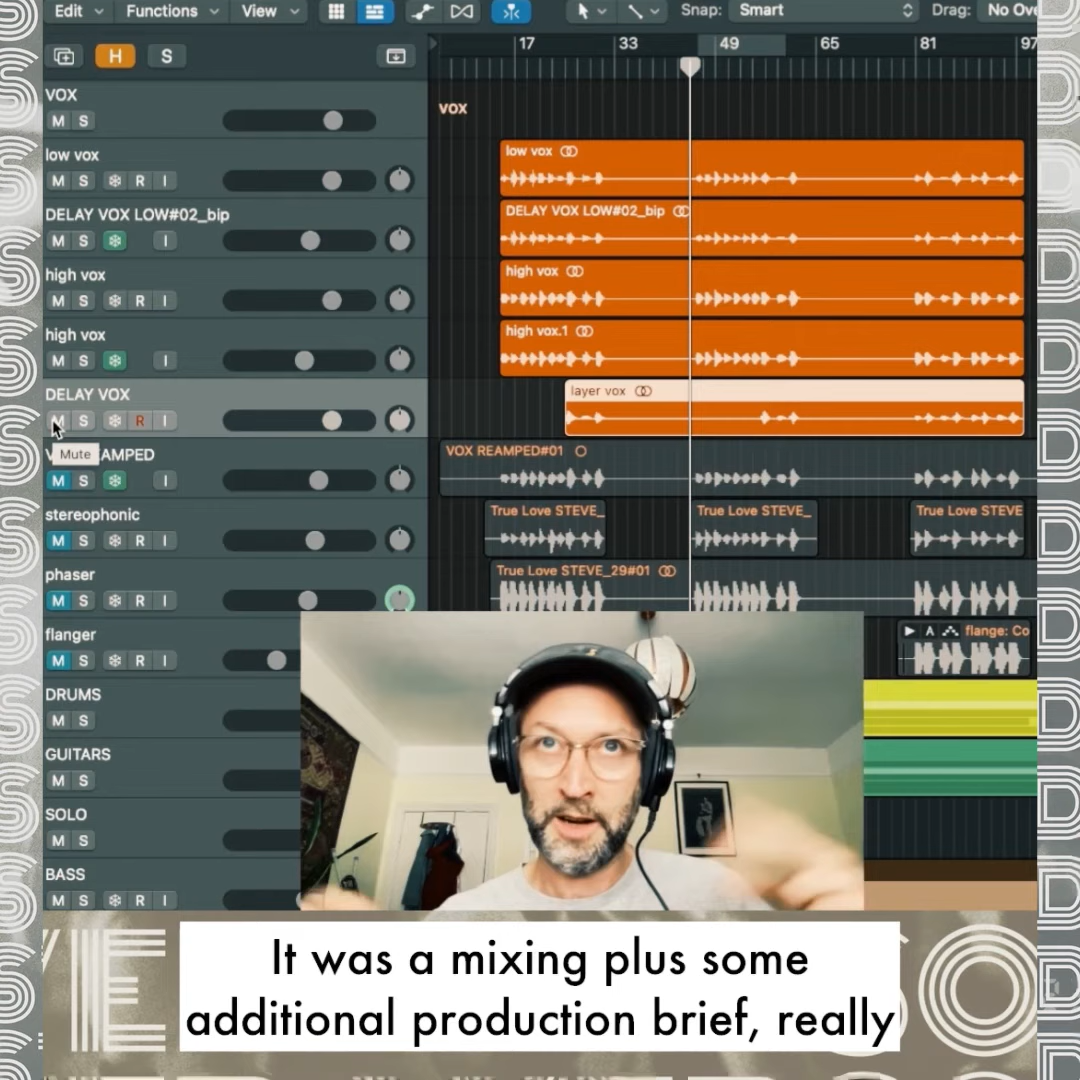 Edit Functions View Snap: Smart Drag: No Ove
H S 17 33 49 65 81 97
VOX
M S
VOX
low vox
M S R I
low vox
DELAY VOX LOW#02_bip
M S I
DELAY VOX LOW#02_bip
high vox
M S R I
high vox
high vox
M S I
high vox.1
DELAY VOX
M S R I
layer vox
Mute
AMPED
M S I
VOX REAMPED#01
stereophonic
M S R I
True Love STEVE_ True Love STEVE_ True Love STEVE
phaser
M S R I
True Love STEVE_29#01
flanger
M S R I
A flange: Co
DRUMS
M S
GUITARS
M S
SOLO
M S
BASS
M S R I
It was a mixing plus some
additional production brief, really